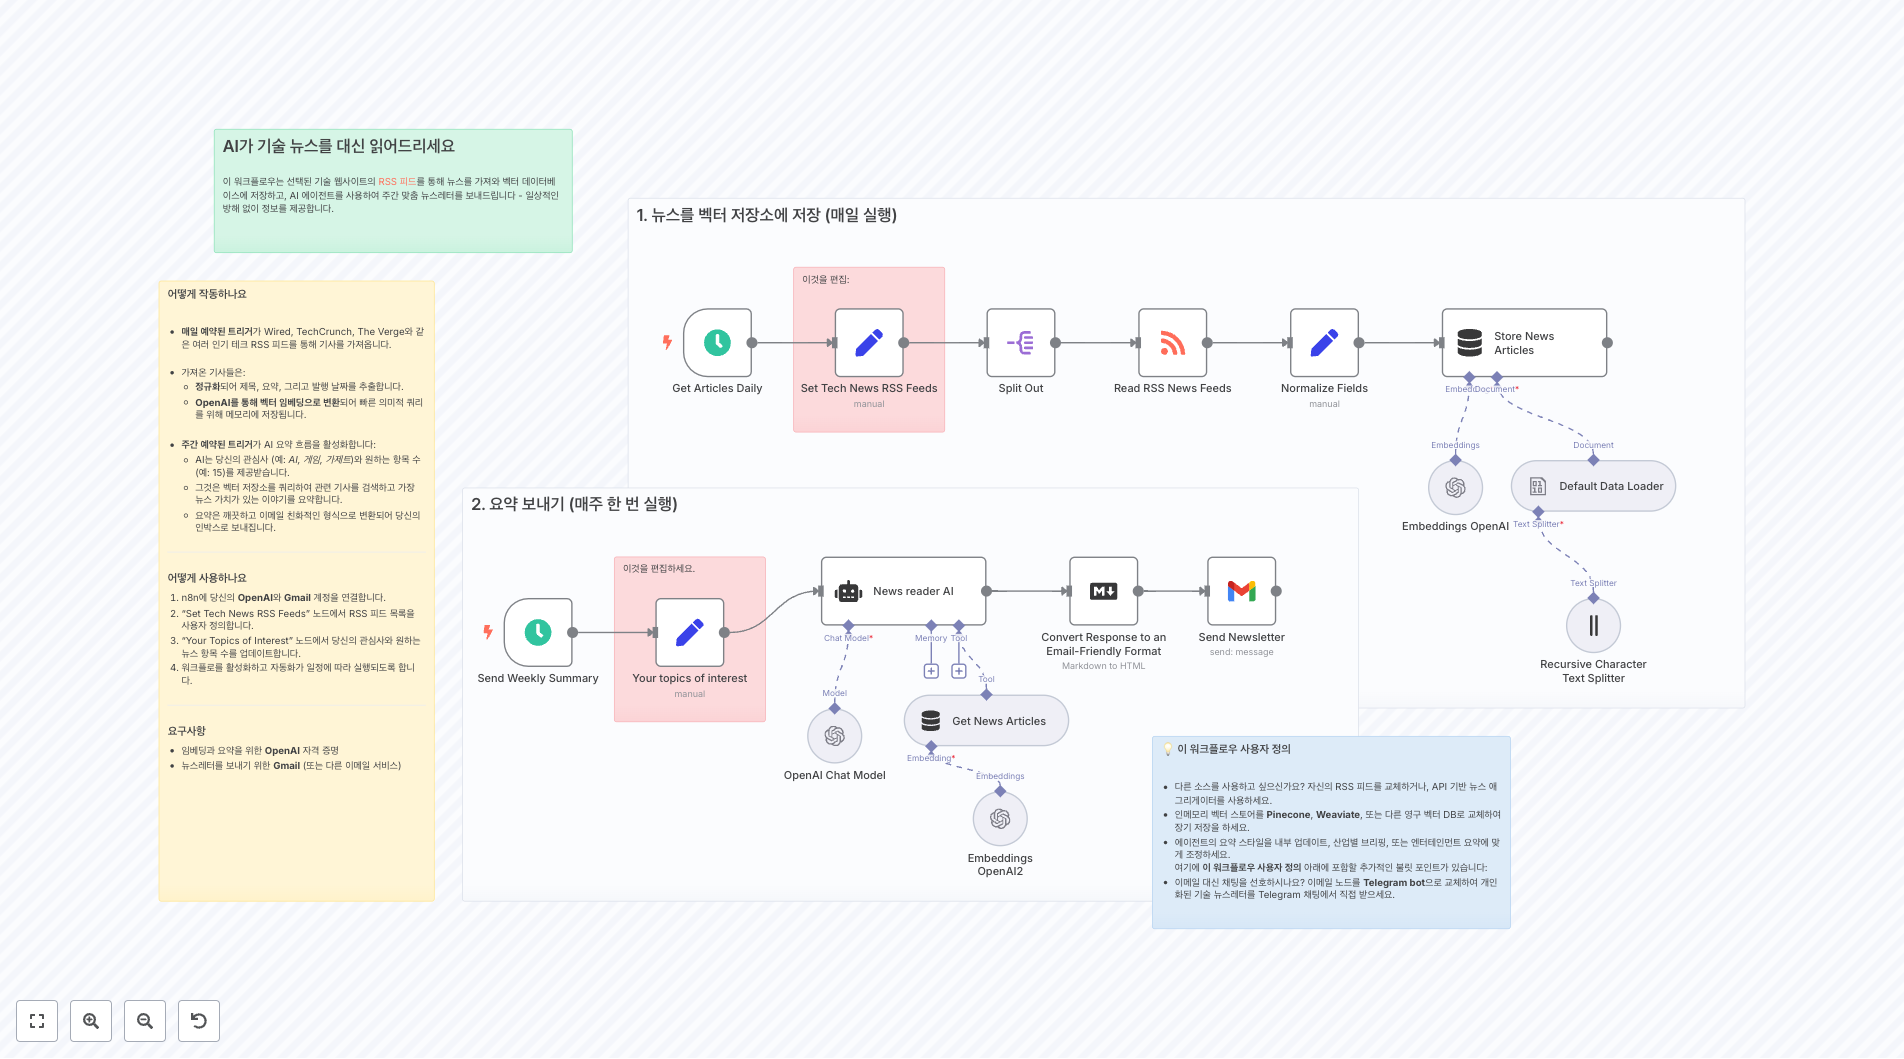 AI가 기술 뉴스를 대신 읽어드리세요
이 워크플로우는 선택된 기술 웹사이트의 RSS 피드를 통해 뉴스를 가져와 벡터 데이터베
이스에 저장하고, AI 에이전트를 사용하여 주간 맞춤 뉴스레터를 보내드립니다 - 일상적인
방해 없이 정보를 제공합니다.
어떻게 작동하나요
매일 예약된 트리거가 Wired, TechCrunch, The Verge와 같
은 여러 인기 테크 RSS 피드를 통해 기사를 가져옵니다.
가져온 기사들은:
정규화되어 제목, 요약, 그리고 발행 날짜를 추출합니다.
OpenAI를 통해 벡터 임베딩으로 변환되어 빠른 의미적 쿼리
를 위해 메모리에 저장됩니다.
주간 예약된 트리거가 AI 요약 흐름을 활성화합니다:
AI는 당신의 관심사 (예: AI, 게임, 가제트)와 원하는 항목 수
(예: 15)를 제공받습니다.
그것은 벡터 저장소를 쿼리하여 관련 기사를 검색하고 가장
뉴스 가치가 있는 이야기를 요약합니다.
요약은 깨끗하고 이메일 친화적인 형식으로 변환되어 당신의
인박스로 보내집니다.
어떻게 사용하나요
1. n8n에 당신의 OpenAI와 Gmail 계정을 연결합니다.
2. “Set Tech News RSS Feeds” 노드에서 RSS 피드 목록을
사용자 정의합니다.
3. “Your Topics of Interest” 노드에서 당신의 관심사와 원하는
뉴스 항목 수를 업데이트합니다.
4. 워크플로를 활성화하고 자동화가 일정에 따라 실행되도록 합니
다.
요구사항
임베딩과 요약을 위한 OpenAI 자격 증명
뉴스레터를 보내기 위한 Gmail (또는 다른 이메일 서비스)
1. 뉴스를 벡터 저장소에 저장 (매일 실행)
이것을 편집:
Get Articles Daily
Set Tech News RSS Feeds
manual
Split Out
Read RSS News Feeds
Normalize Fields
manual
Store News
Articles
Embed
Document*
Embeddings
Document
Embeddings OpenAI
Default Data Loader
Text Splitter*
Text Splitter
Recursive Character
Text Splitter
2. 요약 보내기 (매주 한 번 실행)
이것을 편집하세요.
Send Weekly Summary
Your topics of interest
manual
News reader AI
Chat Model*
Memory
Tool
Convert Response to an
Email-Friendly Format
Markdown to HTML
Send Newsletter
send: message
Tool
Model
OpenAI Chat Model
Get News Articles
Embedding*
Embeddings
Embeddings
OpenAI2
💡 이 워크플로우 사용자 정의
다른 소스를 사용하고 싶으신가요? 자신의 RSS 피드를 교체하거나, API 기반 뉴스 애
그리게이터를 사용하세요.
인메모리 벡터 스토어를 Pinecone, Weaviate, 또는 다른 영구 벡터 DB로 교체하여
장기 저장을 하세요.
에이전트의 요약 스타일을 내부 업데이트, 산업별 브리핑, 또는 엔터테인먼트 요약에 맞
게 조정하세요.
여기에 이 워크플로우 사용자 정의 아래에 포함할 추가적인 불릿 포인트가 있습니다:
이메일 대신 채팅을 선호하시나요? 이메일 노드를 Telegram bot으로 교체하여 개인
화된 기술 뉴스레터를 Telegram 채팅에서 직접 받으세요.